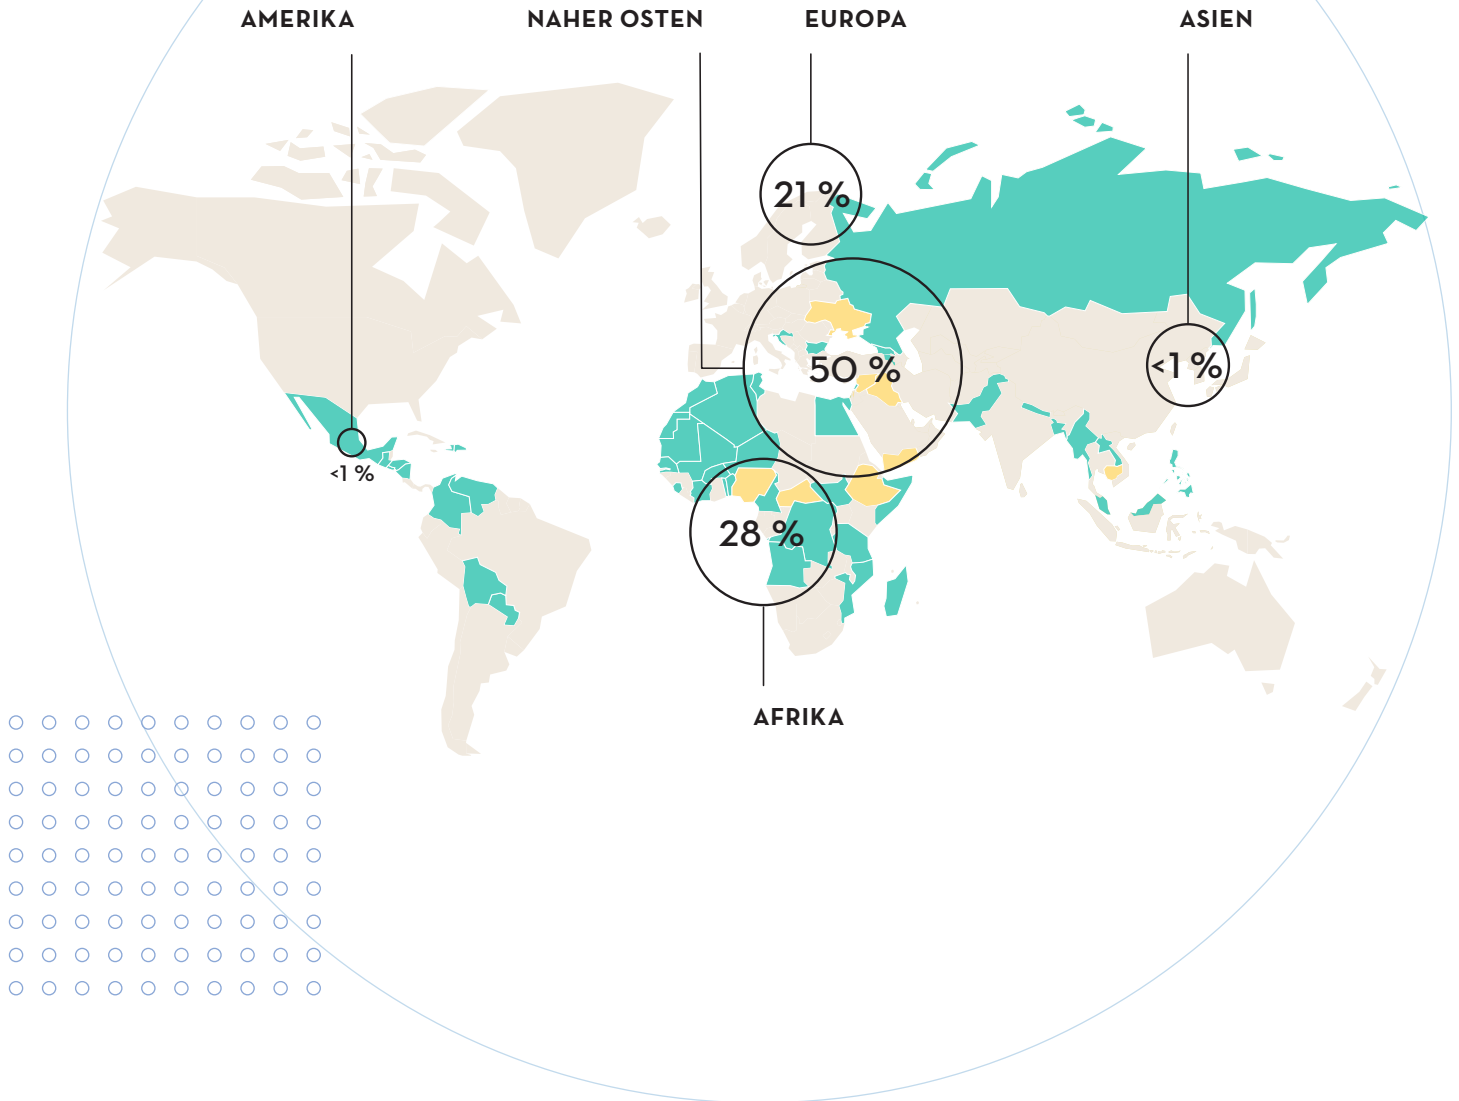 AMERIKA
NAHER OSTEN
EUROPA
ASIEN
21 %
50 %
<1 %
<1 %
28 %
AFRIKA